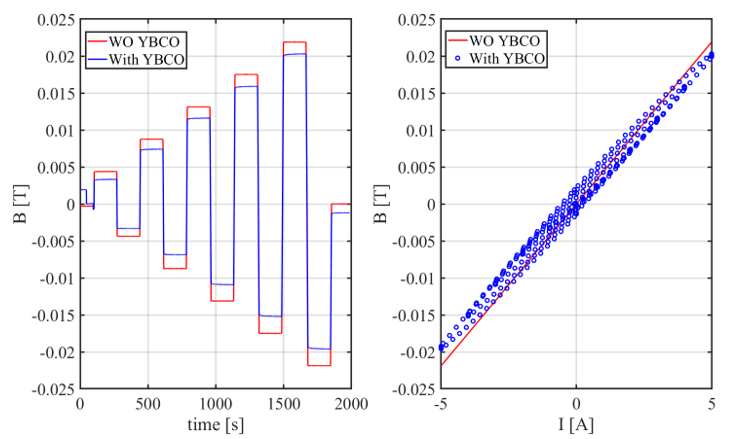 0.025
0.02
0.015
0.01
0.005
0
-0.005
-0.01
-0.015
-0.02
-0.025
B [T]
WO YBCO
With YBCO
0 500 1000 1500 2000
time [s]
0.025
0.02
0.015
0.01
0.005
0
-0.005
-0.01
-0.015
-0.02
-0.025
B [T]
WO YBCO
With YBCO
-5 0 5
I [A]